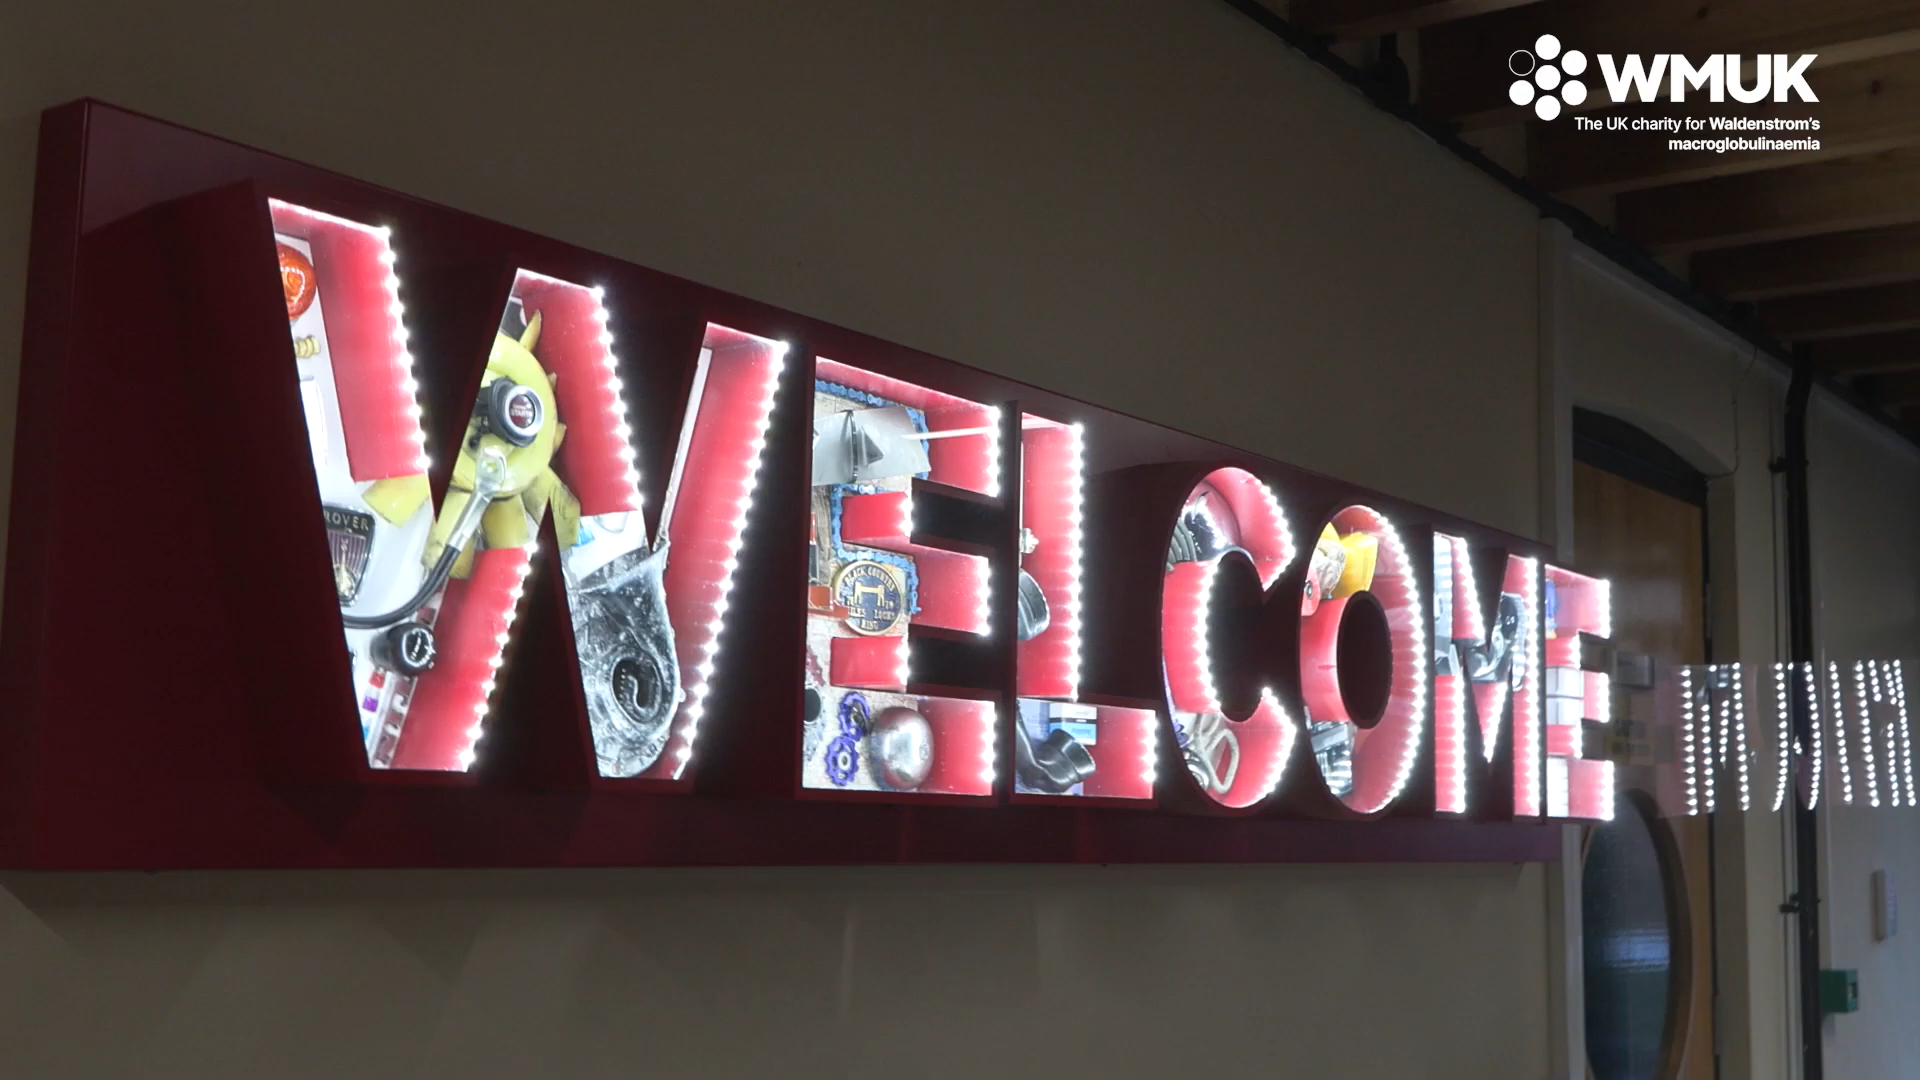 WMUK
The UK charity for Waldenstrom's
macroglobulinaemia
WELCOME
ROVER
BLACK COUNTRY